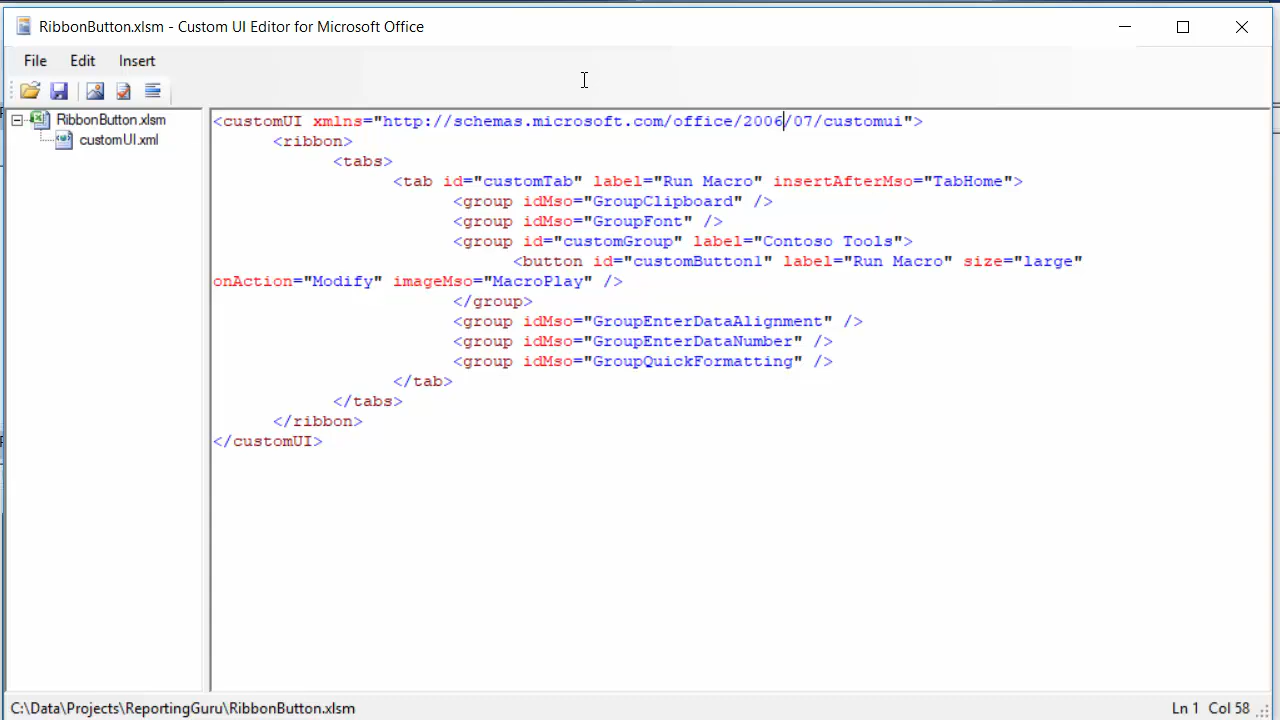 RibbonButton.xlsm - Custom UI Editor for Microsoft Office
File Edit Insert
RibbonButton.xlsm
customUI.xml
<customUI xmlns="http://schemas.microsoft.com/office/2006/07/customui">
<ribbon>
<tabs>
<tab id="customTab" label="Run Macro" insertAfterMso="TabHome">
<group idMso="GroupClipboard" />
<group idMso="GroupFont" />
<group id="customGroup" label="Contoso Tools">
<button id="customButton1" label="Run Macro" size="large"
onAction="Modify" imageMso="MacroPlay" />
</group>
<group idMso="GroupEnterDataAlignment" />
<group idMso="GroupEnterDataNumber" />
<group idMso="GroupQuickFormatting" />
</tab>
</tabs>
</ribbon>
</customUI>
C:\Data\Projects\ReportingGuru\RibbonButton.xlsm
Ln 1 Col 58